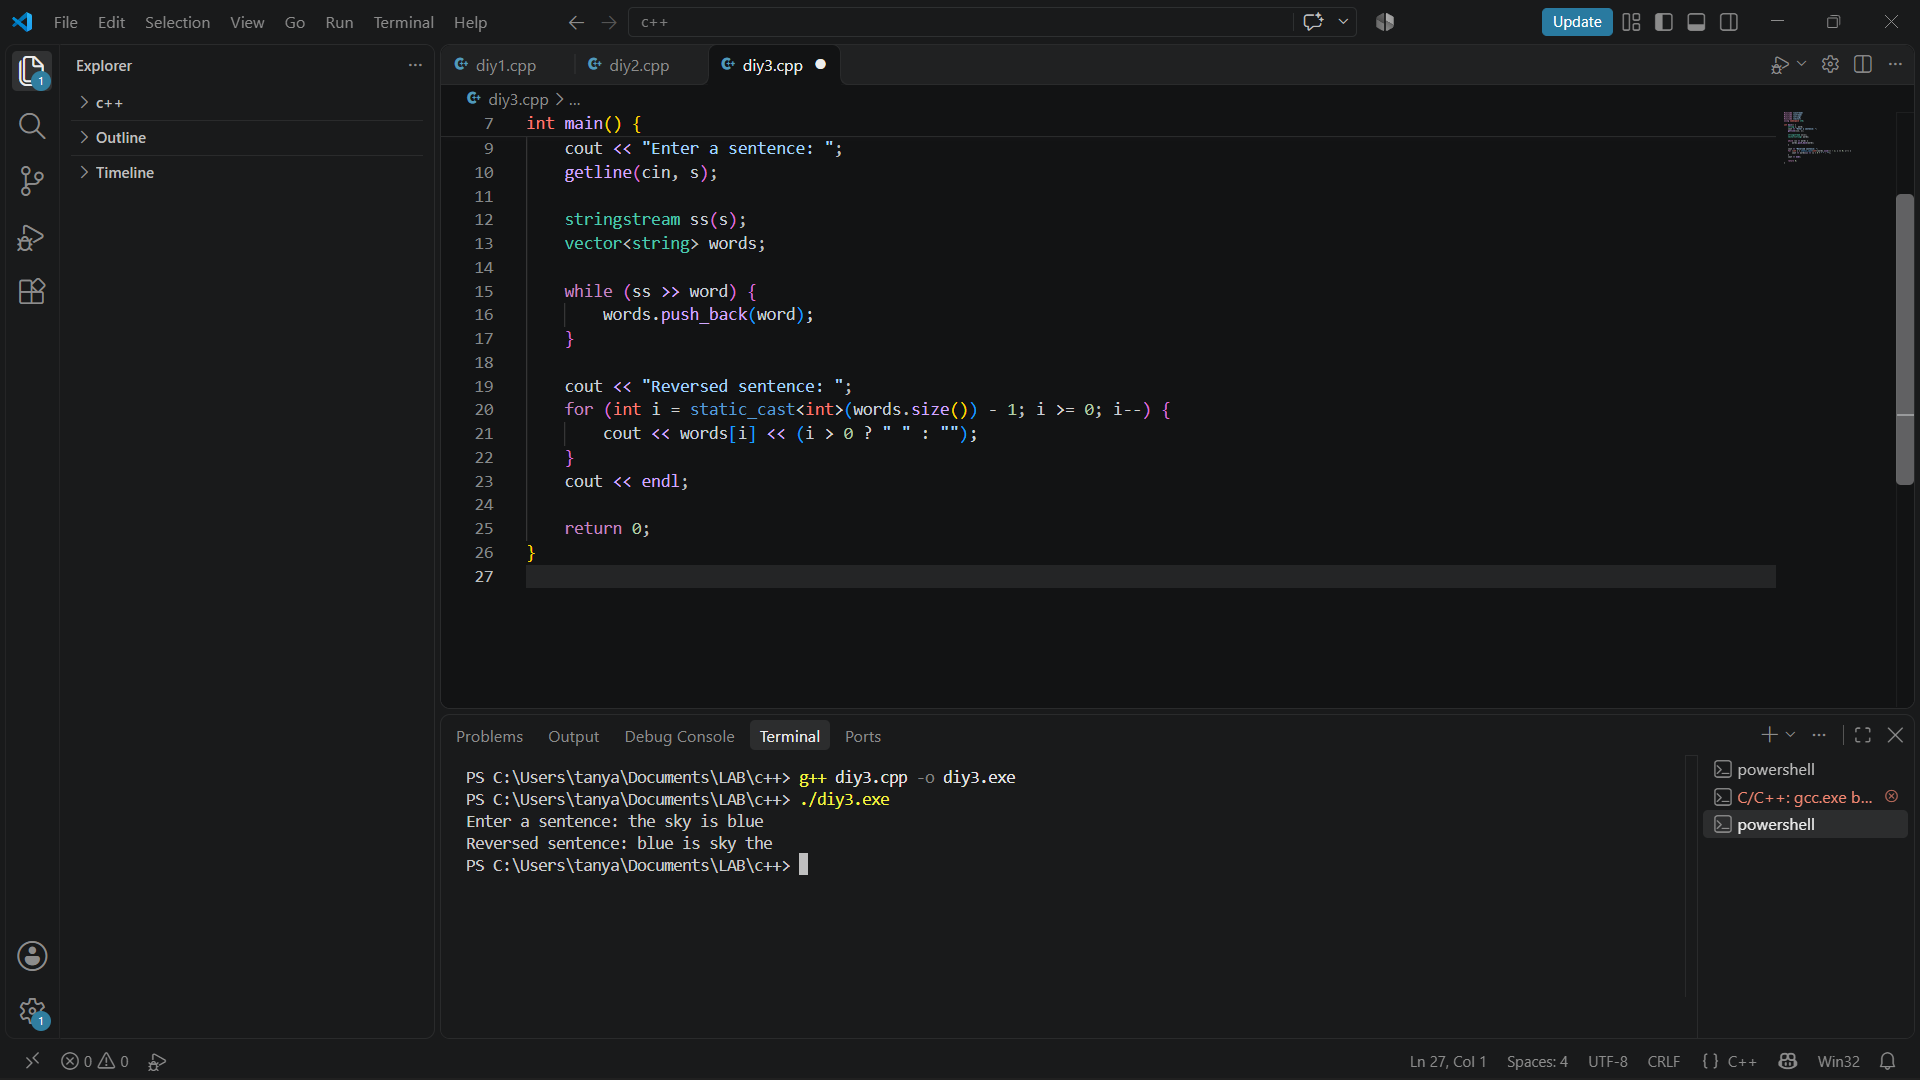 File Edit Selection View Go Run Terminal Help
c++
Update
1
Explorer
c++
Outline
Timeline
diy1.cpp
diy2.cpp
diy3.cpp
diy3.cpp > ...
7 int main() {
9 cout << "Enter a sentence: ";
10 getline(cin, s);
11
12 stringstream ss(s);
13 vector<string> words;
14
15 while (ss >> word) {
16 words.push_back(word);
17 }
18
19 cout << "Reversed sentence: ";
20 for (int i = static_cast<int>(words.size()) - 1; i >= 0; i--) {
21 cout << words[i] << (i > 0 ? " " : "");
22 }
23 cout << endl;
24
25 return 0;
26 }
27
Problems Output Debug Console Terminal Ports
PS C:\Users\tanya\Documents\LAB\c++> g++ diy3.cpp -o diy3.exe
PS C:\Users\tanya\Documents\LAB\c++> ./diy3.exe
Enter a sentence: the sky is blue
Reversed sentence: blue is sky the
PS C:\Users\tanya\Documents\LAB\c++>
powershell
C/C++: gcc.exe b...
powershell
1
0 0
Ln 27, Col 1 Spaces: 4 UTF-8 CRLF {} C++ Win32